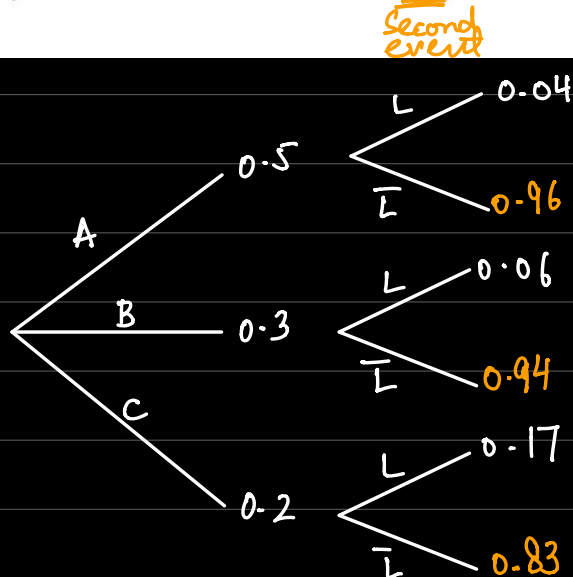 Second
event
L 0.04
0.5
L̅ 0.96
A
L 0.06
B 0.3
L̅ 0.94
C
L 0.17
0.2
L̅ 0.83